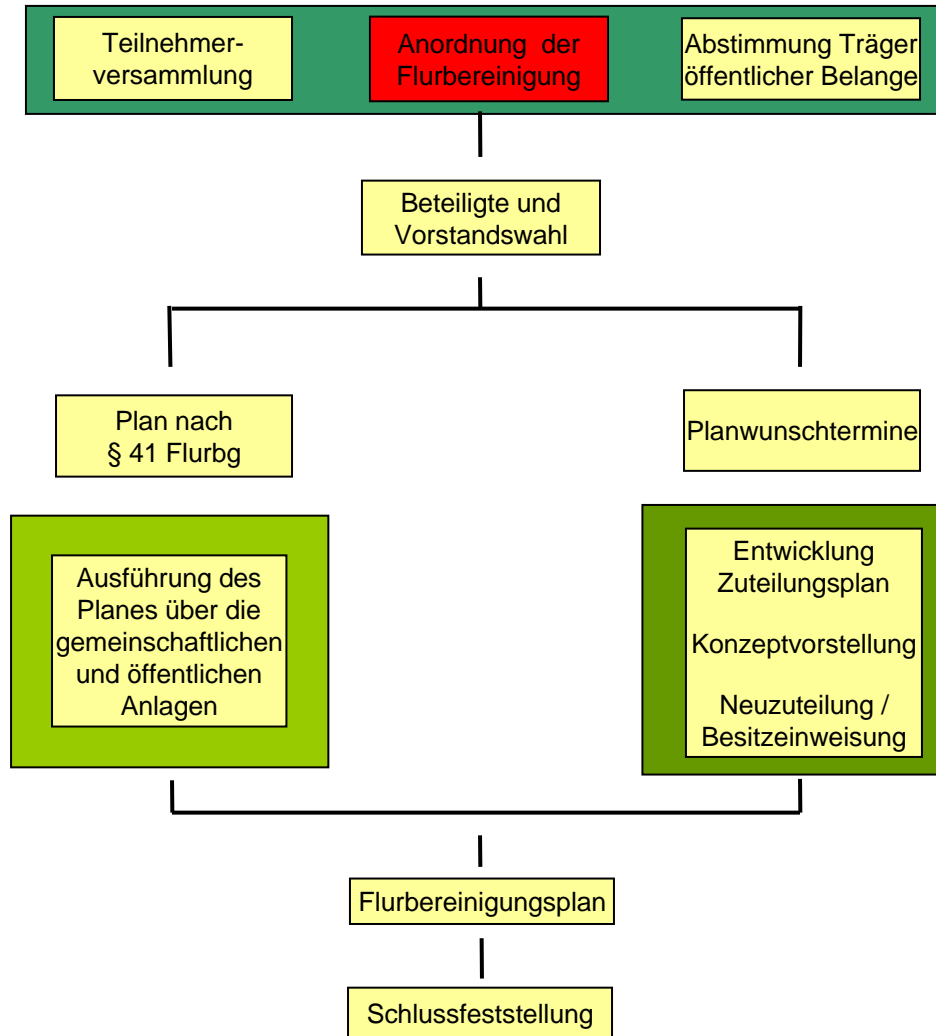 Teilnehmer-
versammlung
Anordnung der
Flurbereinigung
Abstimmung Träger
öffentlicher Belange
Beteiligte und
Vorstandswahl
Plan nach
§ 41 Flurbg
Planwunschtermine
Ausführung des
Planes über die
gemeinschaftlichen
und öffentlichen
Anlagen
Entwicklung
Zuteilungsplan
Konzeptvorstellung
Neuzuteilung /
Besitzeinweisung
Flurbereinigungsplan
Schlussfeststellung